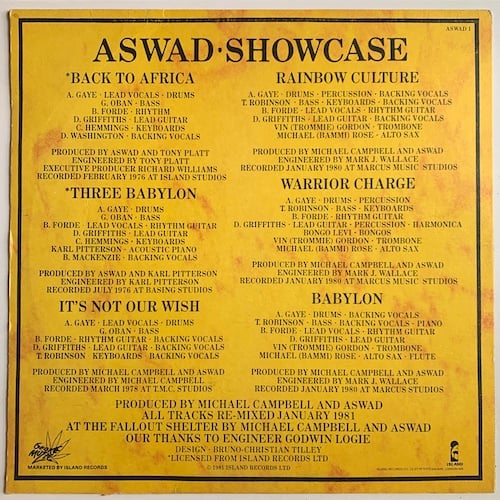 ASWAD 1
ASWAD·SHOWCASE
*BACK TO AFRICA
A. GAYE · LEAD VOCALS · DRUMS
G. OBAN · BASS
B. FORDE · RHYTHM
D. GRIFFITHS · LEAD GUITAR
C. HEMMINGS · KEYBOARDS
D. WASHINGTON · BACKING VOCALS
PRODUCED BY ASWAD AND TONY PLATT
ENGINEERED BY TONY PLATT
EXECUTIVE PRODUCER RICHARD WILLIAMS
RECORDED FEBRUARY 1976 AT ISLAND STUDIOS
*THREE BABYLON
A. GAYE · DRUMS
G. OBAN · BASS
B. FORDE · LEAD VOCALS · RHYTHM GUITAR
D. GRIFFITHS · LEAD GUITAR
C. HEMMINGS · KEYBOARDS
KARL PITTERSON · ACOUSTIC PIANO
B. MACKENZIE · BACKING VOCALS
PRODUCED BY ASWAD AND KARL PITTERSON
ENGINEERED BY KARL PITTERSON
RECORDED JULY 1976 AT BASING STUDIOS
IT'S NOT OUR WISH
A. GAYE · LEAD VOCALS · DRUMS
G. OBAN · BASS
B. FORDE · RHYTHM GUITAR · BACKING VOCALS
D. GRIFFITHS · LEAD GUITAR · BACKING VOCALS
T. ROBINSON · KEYBOARDS · BACKING VOCALS
PRODUCED BY MICHAEL CAMPBELL AND ASWAD
ENGINEERED BY MICHAEL CAMPBELL
RECORDED MARCH 1978 AT T.M.C. STUDIOS
RAINBOW CULTURE
A. GAYE · DRUMS · PERCUSSION · BACKING VOCALS
T. ROBINSON · BASS · KEYBOARDS · BACKING VOCALS
B. FORDE · LEAD VOCALS · RHYTHM GUITAR
D. GRIFFITHS · LEAD GUITAR · BACKING VOCALS
VIN (TROMMIE) GORDON · TROMBONE
MICHAEL (BAMMI) ROSE · ALTO SAX
PRODUCED BY MICHAEL CAMPBELL AND ASWAD
ENGINEERED BY MARK J. WALLACE
RECORDED JANUARY 1980 AT MARCUS MUSIC STUDIOS
WARRIOR CHARGE
A. GAYE · DRUMS · PERCUSSION
T. ROBINSON · BASS · KEYBOARDS
B. FORDE · RHYTHM GUITAR
D. GRIFFITHS · LEAD GUITAR · PERCUSSION · HARMONICA
BONGO LEVI · BONGOS
VIN (TROMMIE) GORDON · TROMBONE
MICHAEL (BAMMI) ROSE · ALTO SAX
PRODUCED BY MICHAEL CAMPBELL AND ASWAD
ENGINEERED BY MARK J. WALLACE
RECORDED JANUARY 1980 AT MARCUS MUSIC STUDIOS
BABYLON
A. GAYE · DRUMS · BACKING VOCALS
T. ROBINSON · BASS · BACKING VOCALS · PIANO
B. FORDE · LEAD VOCALS · RHYTHM GUITAR
D. GRIFFITHS · LEAD GUITAR
VIN (TROMMIE) GORDON · TROMBONE
MICHAEL (BAMMI) ROSE · ALTO SAX · FLUTE
PRODUCED BY MICHAEL CAMPBELL AND ASWAD
ENGINEERED BY MARK J. WALLACE
RECORDED JANUARY 1980 AT MARCUS MUSIC STUDIOS
PRODUCED BY MICHAEL CAMPBELL AND ASWAD
ALL TRACKS RE-MIXED JANUARY 1981
AT THE FALLOUT SHELTER BY MICHAEL CAMPBELL AND ASWAD
OUR THANKS TO ENGINEER GODWIN LOGIE
DESIGN · BRUNO-CHRISTIAN TILLEY
*LICENSED FROM ISLAND RECORDS LTD
© 1981 ISLAND RECORDS LTD
MARKETED BY ISLAND RECORDS
ISLAND